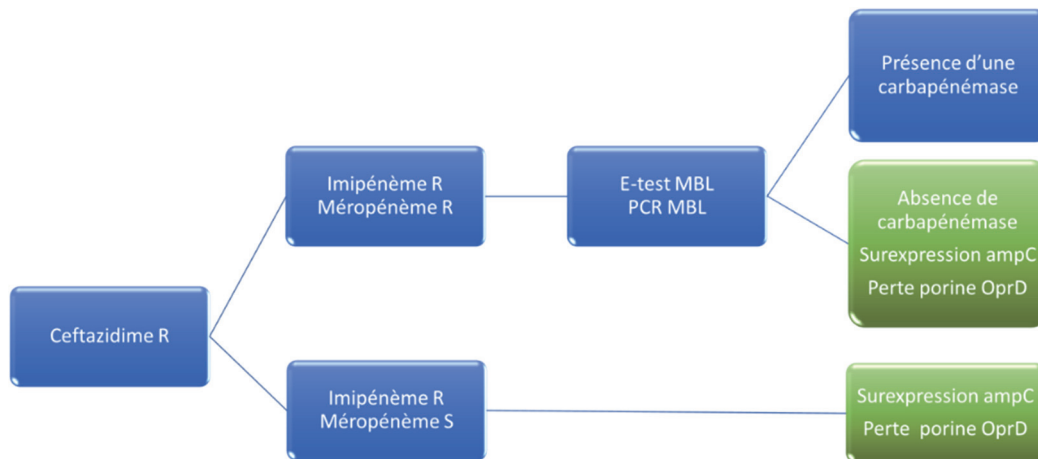 Ceftazidime R
Imipénème R
Méropénème R
E-test MBL
PCR MBL
Présence d'une
carbapénémase
Absence de
carbapénémase
Surexpression ampC
Perte porine OprD
Imipénème R
Méropénème S
Surexpression ampC
Perte porine OprD